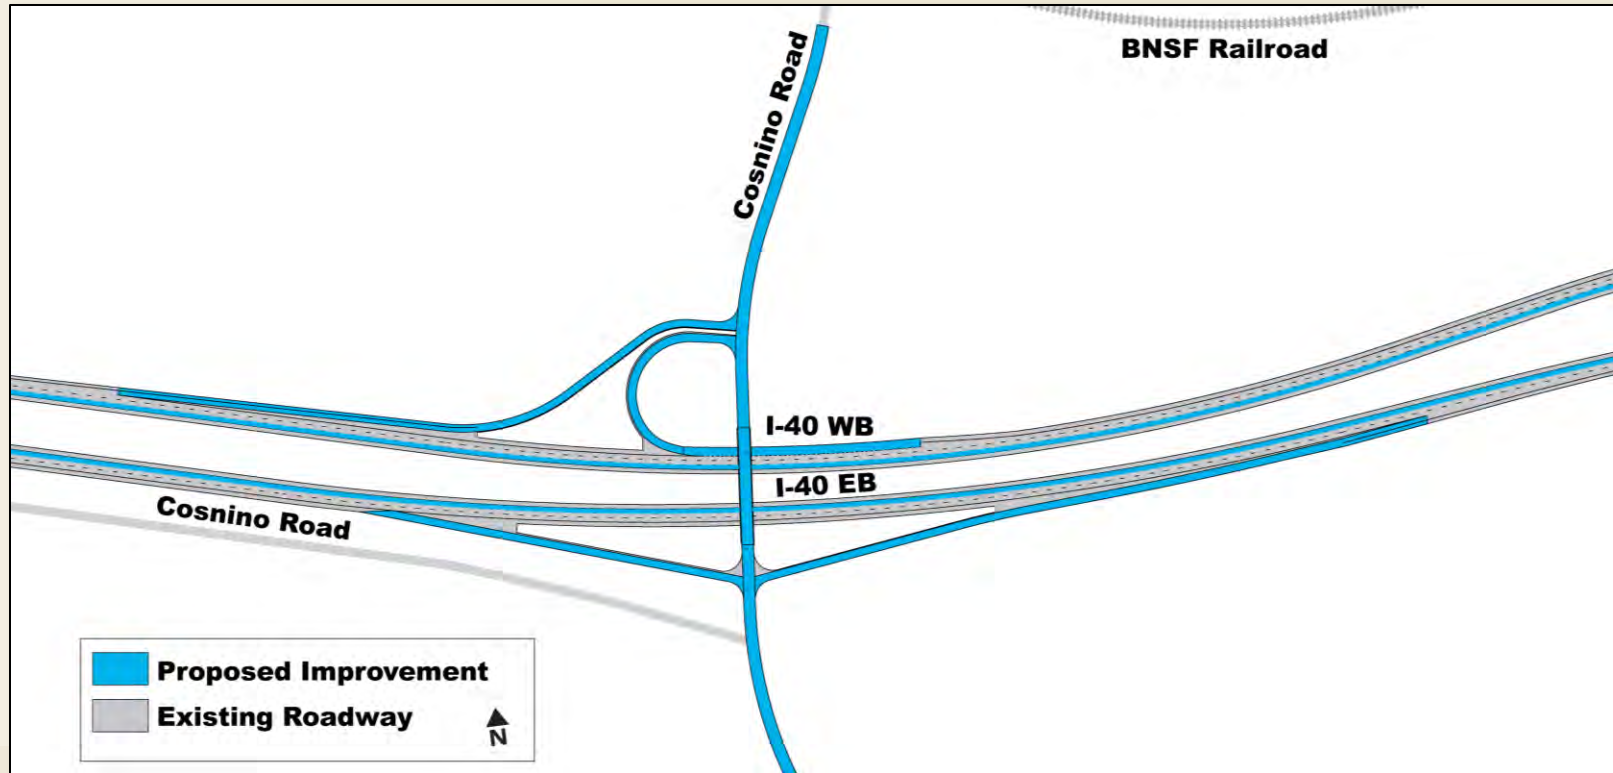 BNSF Railroad
Cosnino Road
I-40 WB
I-40 EB
Cosnino Road
Proposed Improvement
Existing Roadway
N